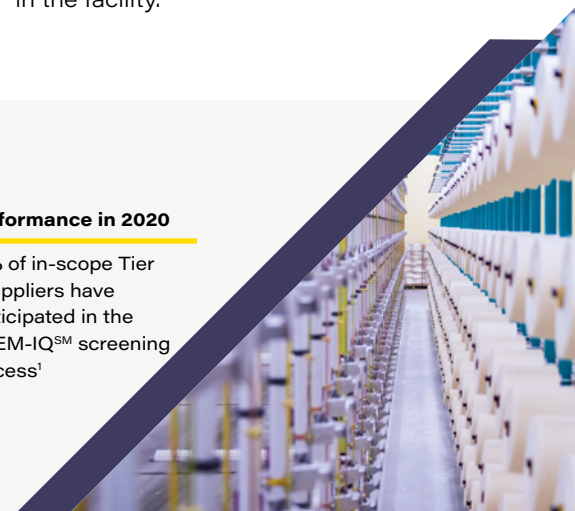 in the facility.
formance in 2020
of in-scope Tier
ppliers have
icipated in the
EM-IQ℠ screening
cess¹